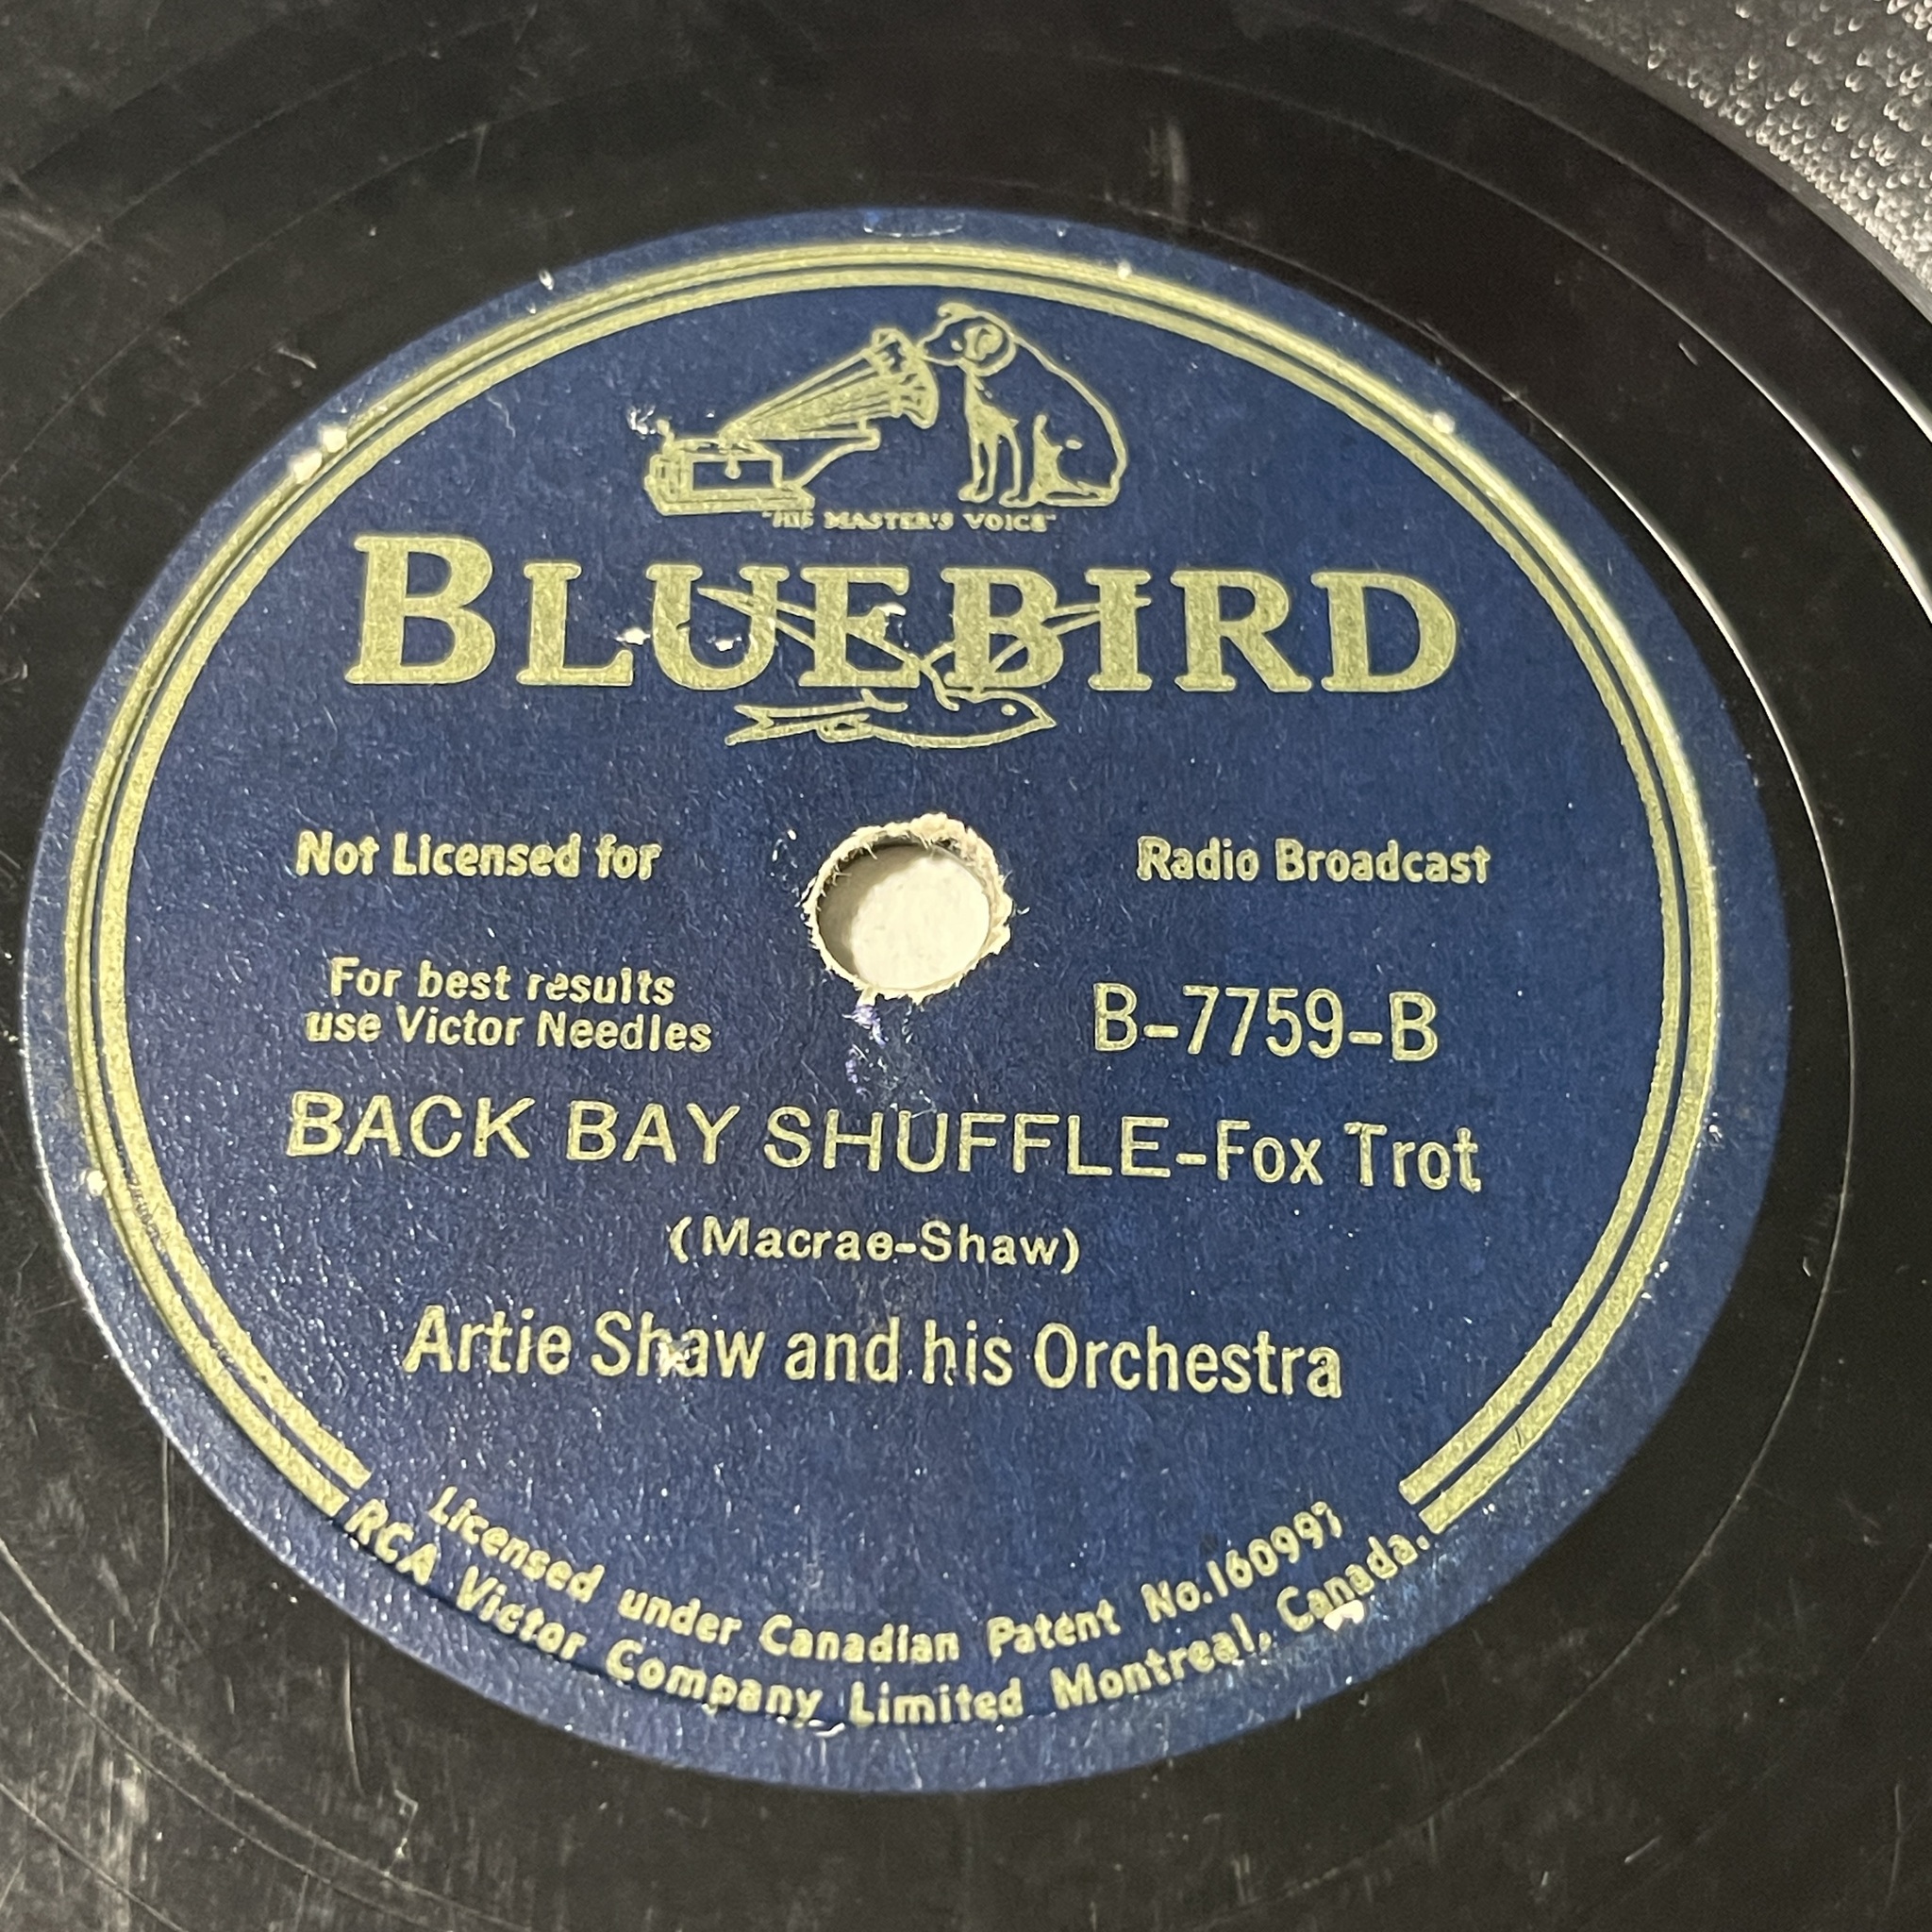 "HIS MASTER'S VOICE"
BLUEBIRD
Not Licensed for Radio Broadcast
For best results
use Victor Needles
B-7759-B
BACK BAY SHUFFLE-Fox Trot
(Macrae-Shaw)
Artie Shaw and his Orchestra
Licensed under Canadian Patent No.160997
RCA Victor Company Limited Montreal, Canada.